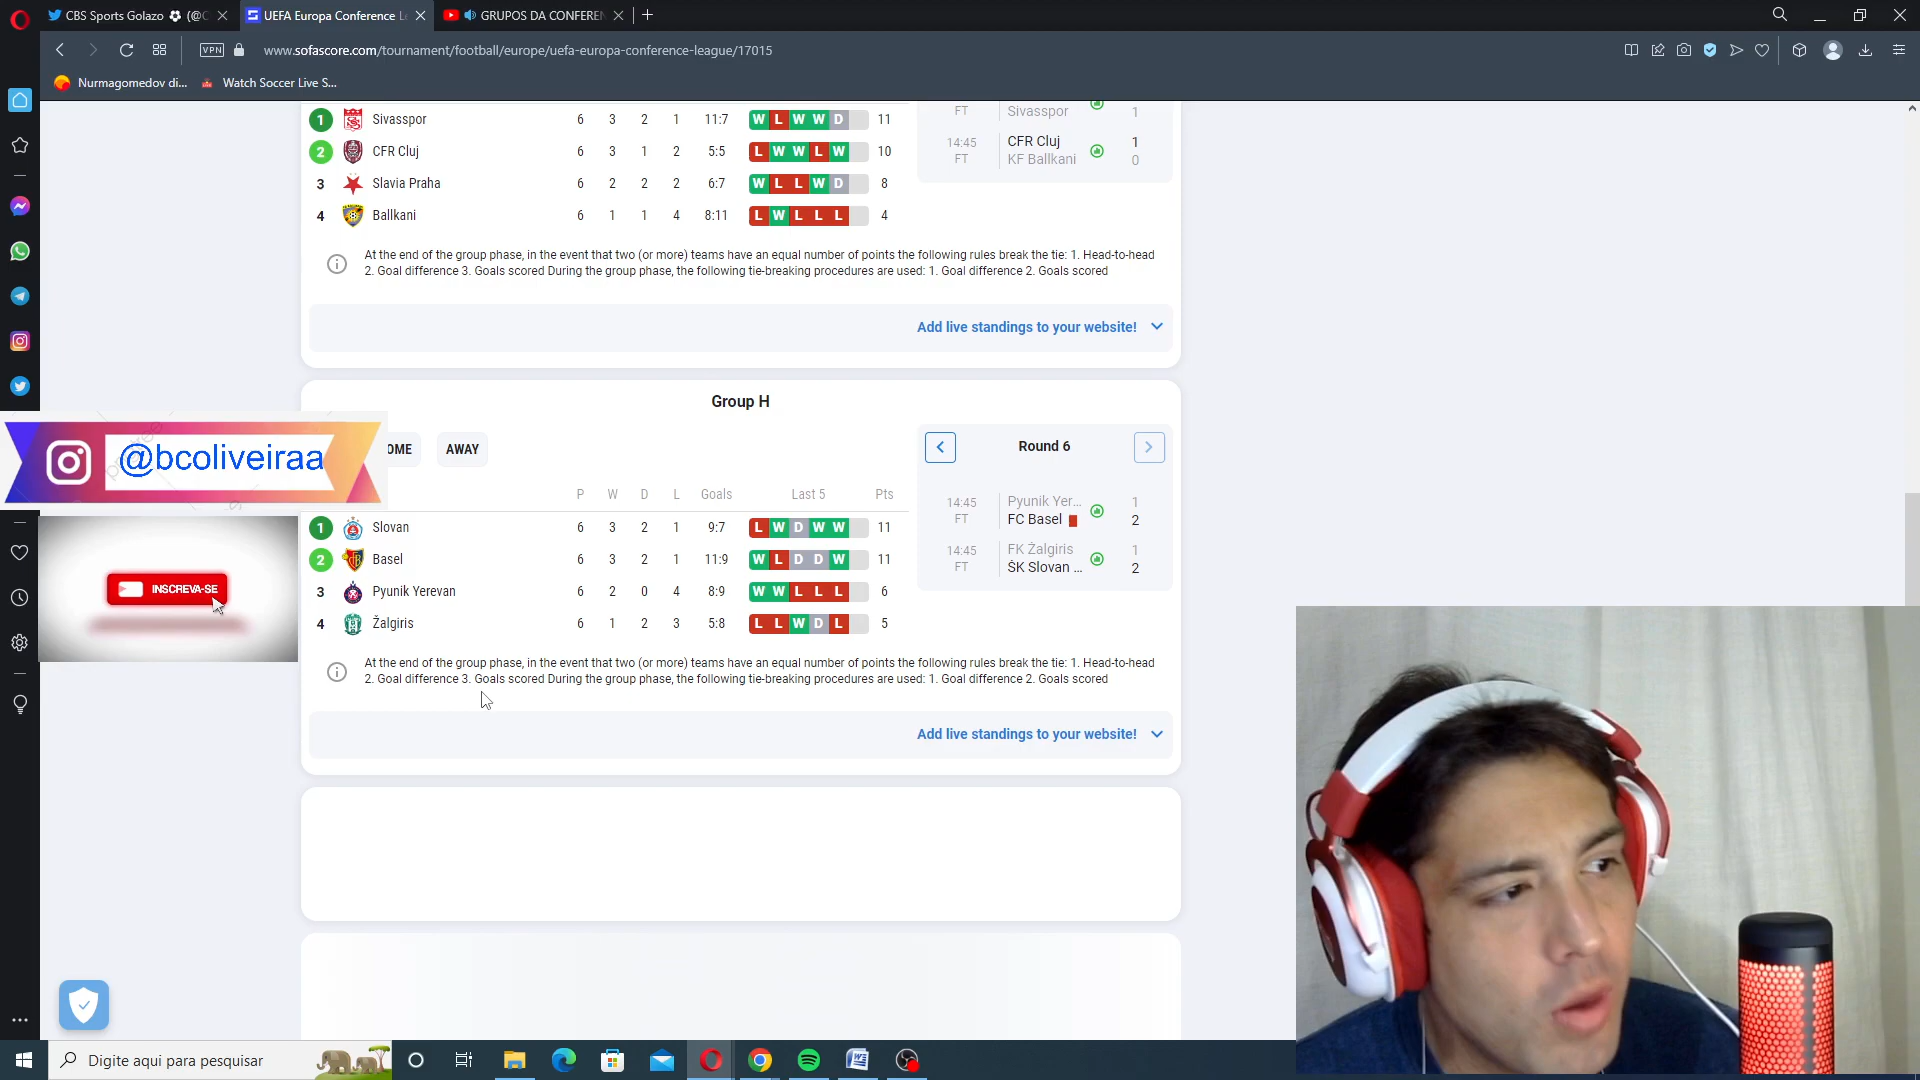 CBS Sports Golazo ⚽ (@C
UEFA Europa Conference L
GRUPOS DA CONFEREN
VPN
www.sofascore.com/tournament/football/europe/uefa-europa-conference-league/17015
Nurmagomedov di...
Watch Soccer Live S...
1 Sivasspor 6 3 2 1 11:7 W L W W D 11
2 CFR Cluj 6 3 1 2 5:5 L W W L W 10
3 Slavia Praha 6 2 2 2 6:7 W L L W D 8
4 Ballkani 6 1 1 4 8:11 L W L L L 4
FT Sivasspor 1
14:45 CFR Cluj 1
FT KF Ballkani 0
At the end of the group phase, in the event that two (or more) teams have an equal number of points the following rules break the tie: 1. Head-to-head
2. Goal difference 3. Goals scored During the group phase, the following tie-breaking procedures are used: 1. Goal difference 2. Goals scored
Add live standings to your website!
Group H
OME AWAY
@bcoliveiraa
P W D L Goals Last 5 Pts
1 Slovan 6 3 2 1 9:7 L W D W W 11
2 Basel 6 3 2 1 11:9 W L D D W 11
3 Pyunik Yerevan 6 2 0 4 8:9 W W L L L 6
4 Žalgiris 6 1 2 3 5:8 L L W D L 5
Round 6
14:45 Pyunik Yer... 1
FT FC Basel 2
14:45 FK Žalgiris 1
FT ŠK Slovan ... 2
INSCREVA-SE
At the end of the group phase, in the event that two (or more) teams have an equal number of points the following rules break the tie: 1. Head-to-head
2. Goal difference 3. Goals scored During the group phase, the following tie-breaking procedures are used: 1. Goal difference 2. Goals scored
Add live standings to your website!
Digite aqui para pesquisar